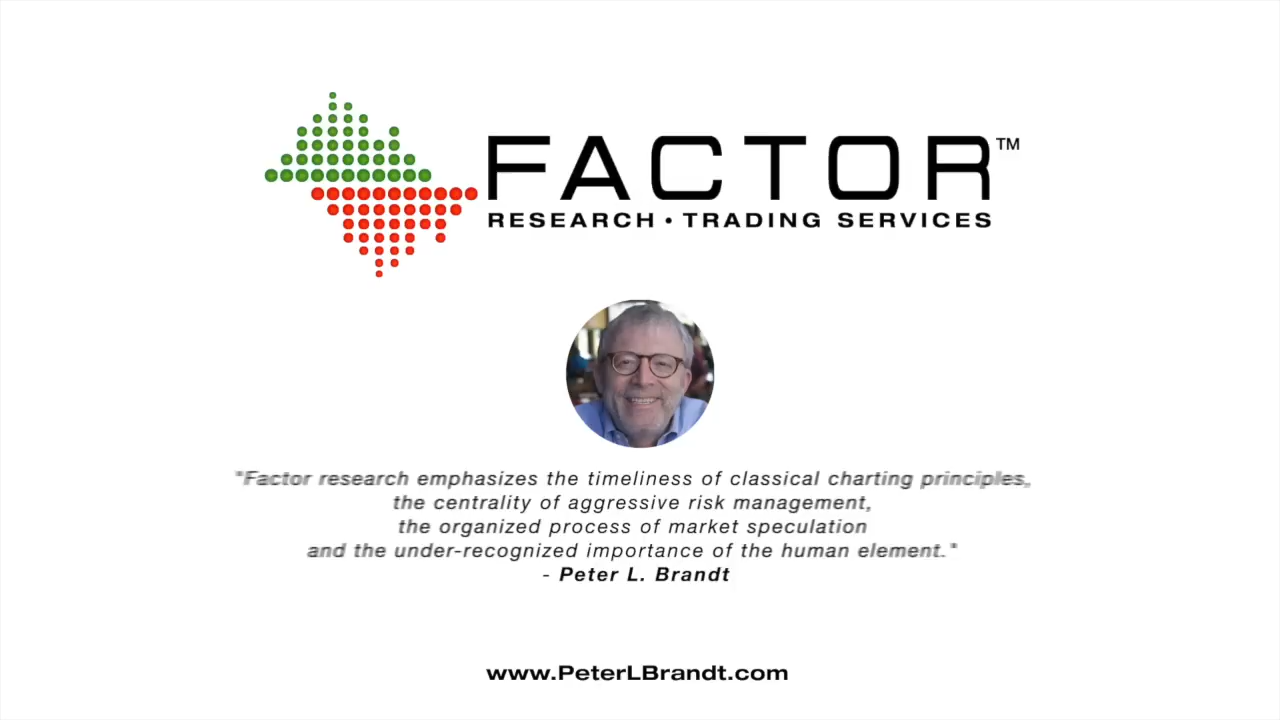 FACTOR™
RESEARCH • TRADING SERVICES
"Factor research emphasizes the timeliness of classical charting principles,
the centrality of aggressive risk management,
the organized process of market speculation
and the under-recognized importance of the human element."
- Peter L. Brandt
www.PeterLBrandt.com